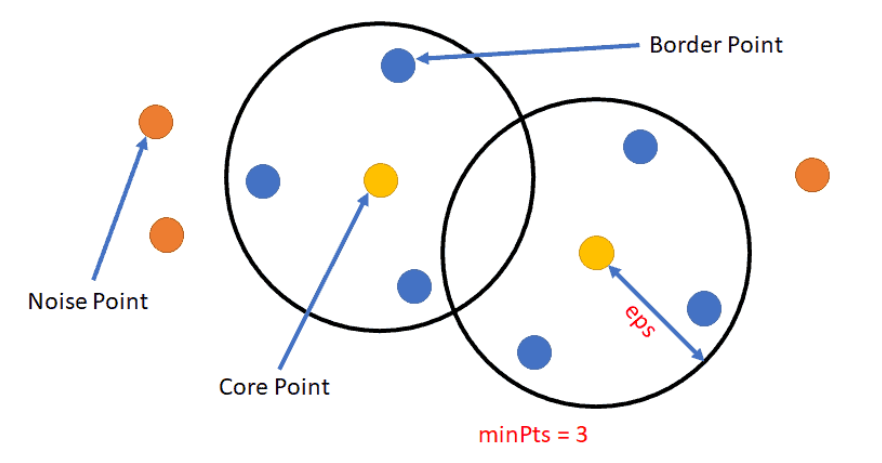 Border Point
Noise Point
eps
Core Point
minPts = 3